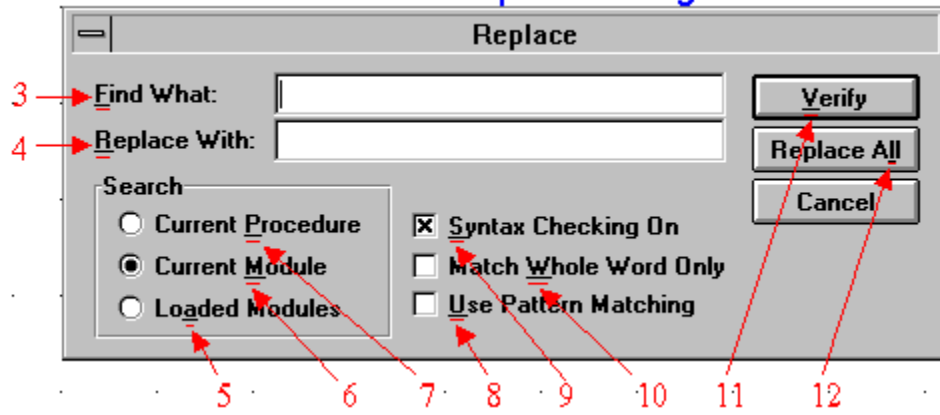 Replace
3 Find What:
4 Replace With:
Verify
Replace All
Cancel
Search
Current Procedure
Current Module
Loaded Modules
Syntax Checking On
Match Whole Word Only
Use Pattern Matching
5 6 7 8 9 10 11 12